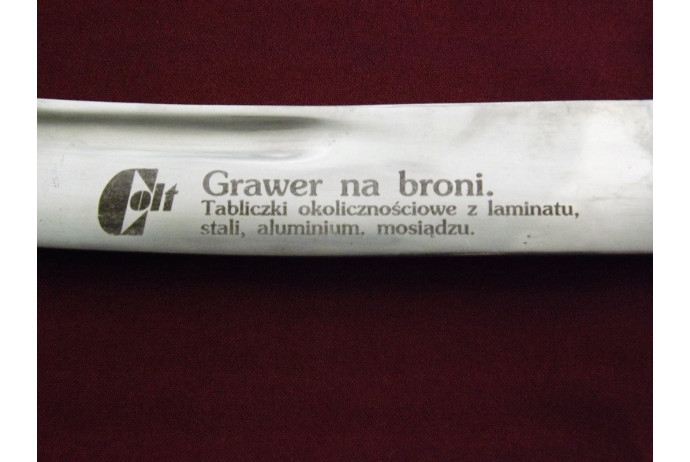 Colt
Grawer na broni.
Tabliczki okolicznościowe z laminatu,
stali, aluminium. mosiądzu.